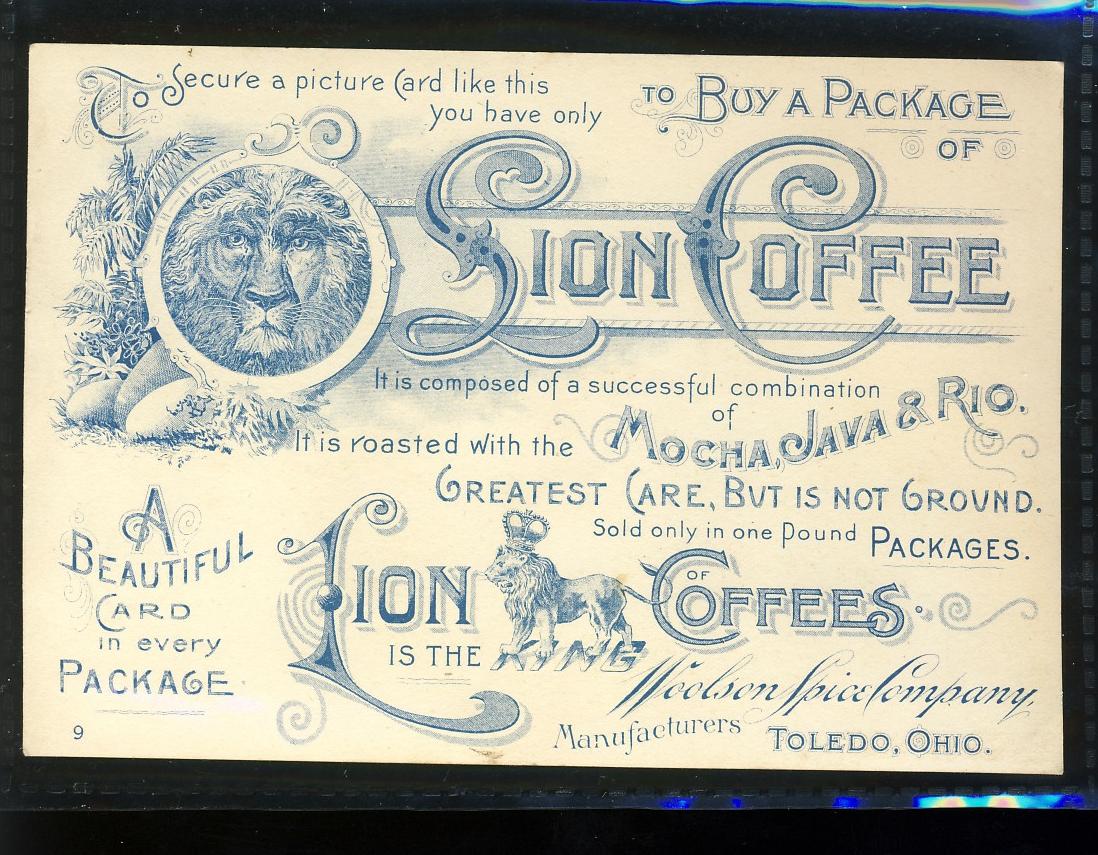 To Secure a picture Card like this
you have only
TO BUY A PACKAGE
OF
LION COFFEE
It is composed of a successful combination
of
MOCHA, JAVA & RIO.
It is roasted with the
GREATEST CARE, BUT IS NOT GROUND.
Sold only in one pound PACKAGES.
A
BEAUTIFUL
CARD
in every
PACKAGE.
LION
IS THE KING
OF
COFFEES.
Woolson Spice Company,
Manufacturers TOLEDO, OHIO.
9